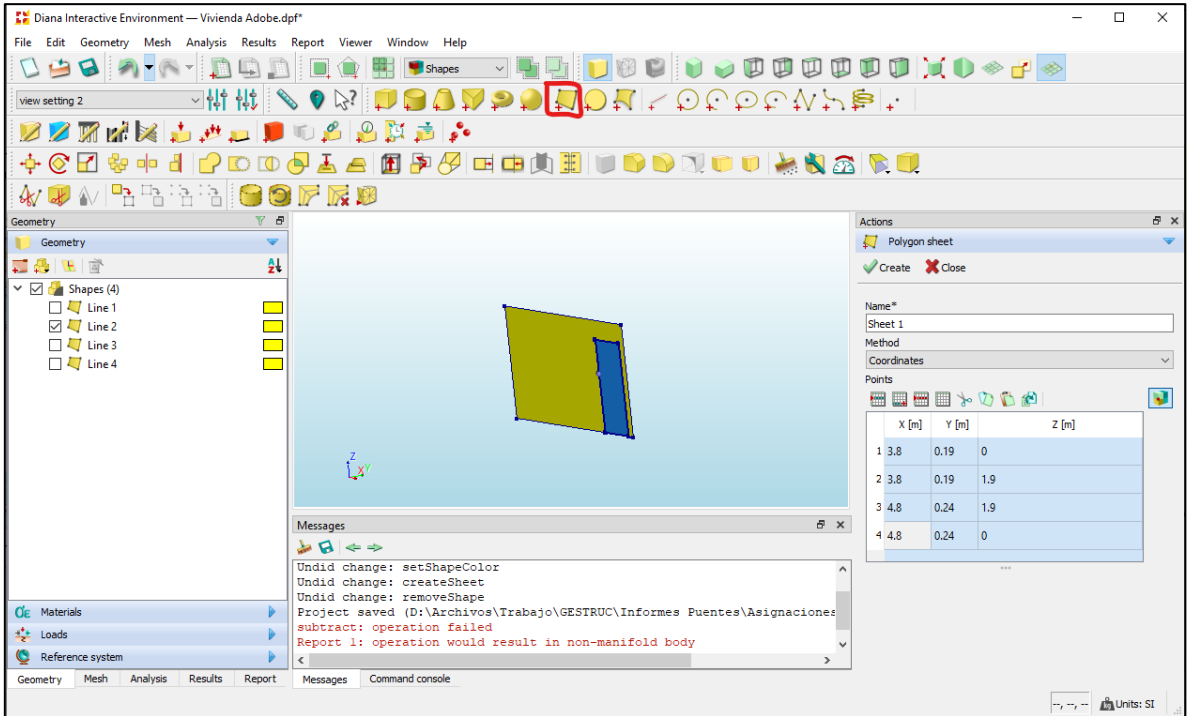 Diana Interactive Environment — Vivienda Adobe.dpf*
File Edit Geometry Mesh Analysis Results Report Viewer Window Help
Shapes
view setting 2
Geometry
Geometry
Shapes (4)
Line 1
Line 2
Line 3
Line 4
Materials
Loads
Reference system
Geometry Mesh Analysis Results Report
Z
X
Y
Messages
Undid change: setShapeColor
Undid change: createSheet
Undid change: removeShape
Project saved (D:\Archivos\Trabajo\GESTRUC\Informes Puentes\Asignaciones
subtract: operation failed
Report 1: operation would result in non-manifold body
Messages Command console
Actions
Polygon sheet
Create Close
Name*
Sheet 1
Method
Coordinates
Points
X [m] Y [m] Z [m]
1 3.8 0.19 0
2 3.8 0.19 1.9
3 4.8 0.24 1.9
4 4.8 0.24 0
--, --, -- Units: SI